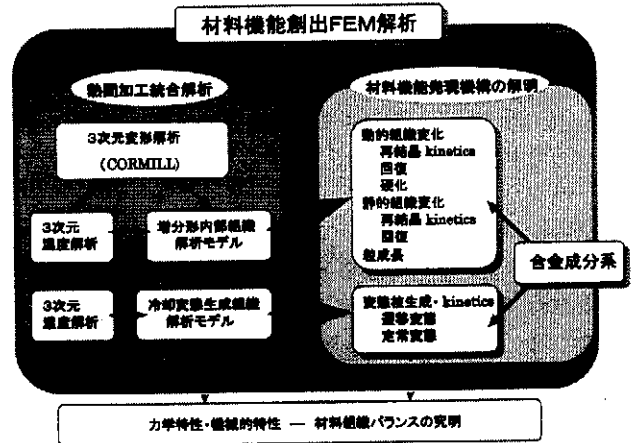 材料機能創出FEM解析
熱間加工統合解析
3次元変形解析
(CORMILL)
3次元
温度解析
増分形内部組織
解析モデル
3次元
温度解析
冷却変態生成組織
解析モデル
材料機能発現機構の解明
動的組織変化
再結晶 kinetics
回復
硬化
静的組織変化
再結晶 kinetics
回復
粒成長
変態核生成・kinetics
遷移変態
定常変態
合金成分系
力学特性・機械的特性 — 材料組織バランスの究明